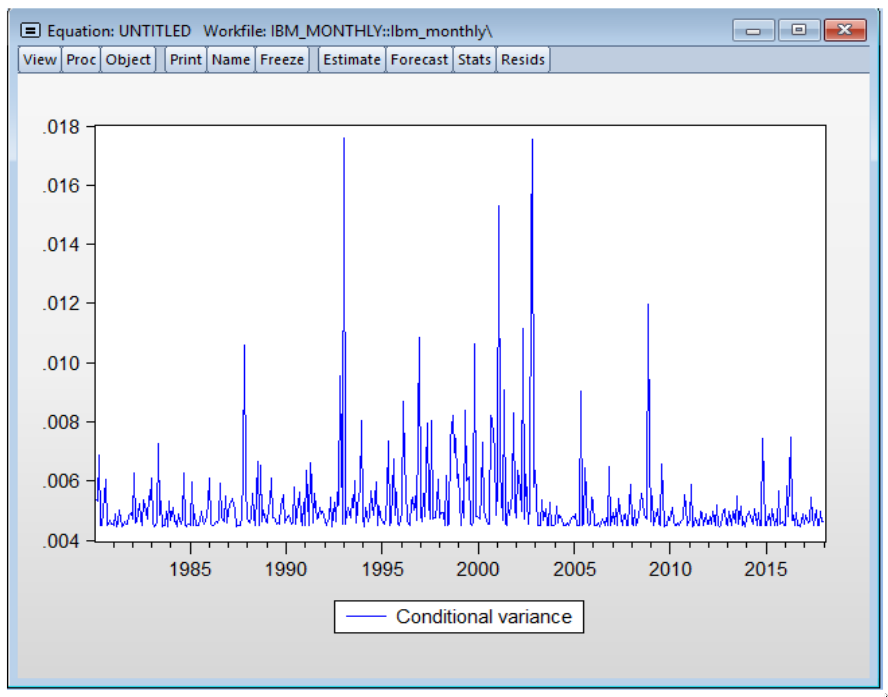 Equation: UNTITLED Workfile: IBM_MONTHLY::Ibm_monthly\
View Proc Object Print Name Freeze Estimate Forecast Stats Resids
.018
.016
.014
.012
.010
.008
.006
.004
1985 1990 1995 2000 2005 2010 2015
Conditional variance